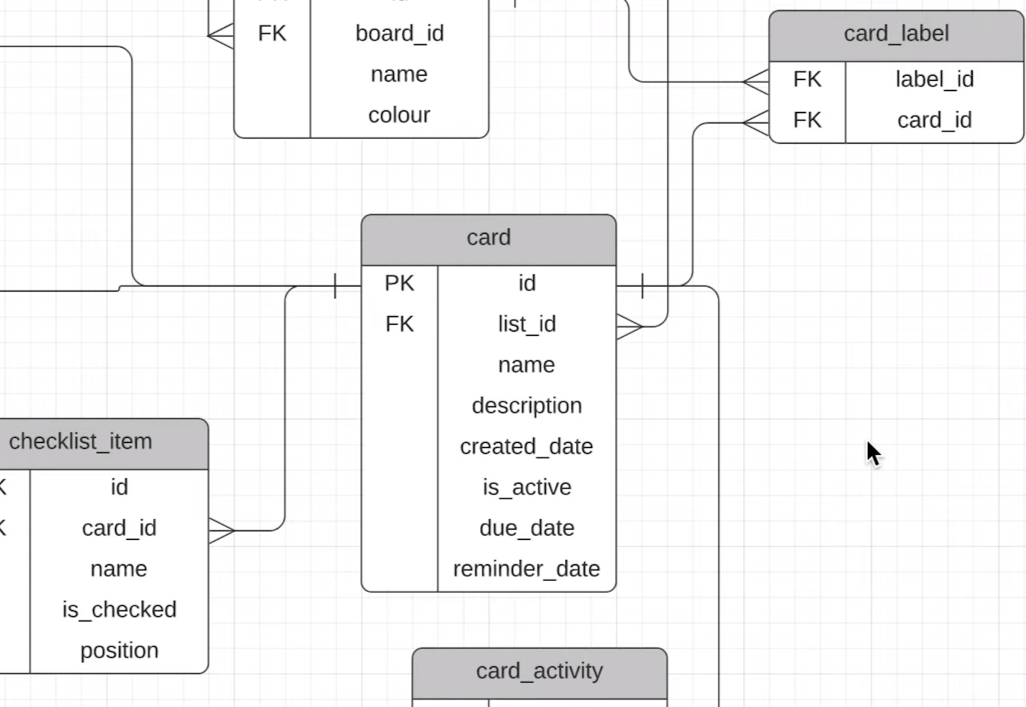 FK board_id
name
colour
card_label
FK label_id
FK card_id
card
PK id
FK list_id
name
description
created_date
is_active
due_date
reminder_date
checklist_item
id
card_id
name
is_checked
position
card_activity